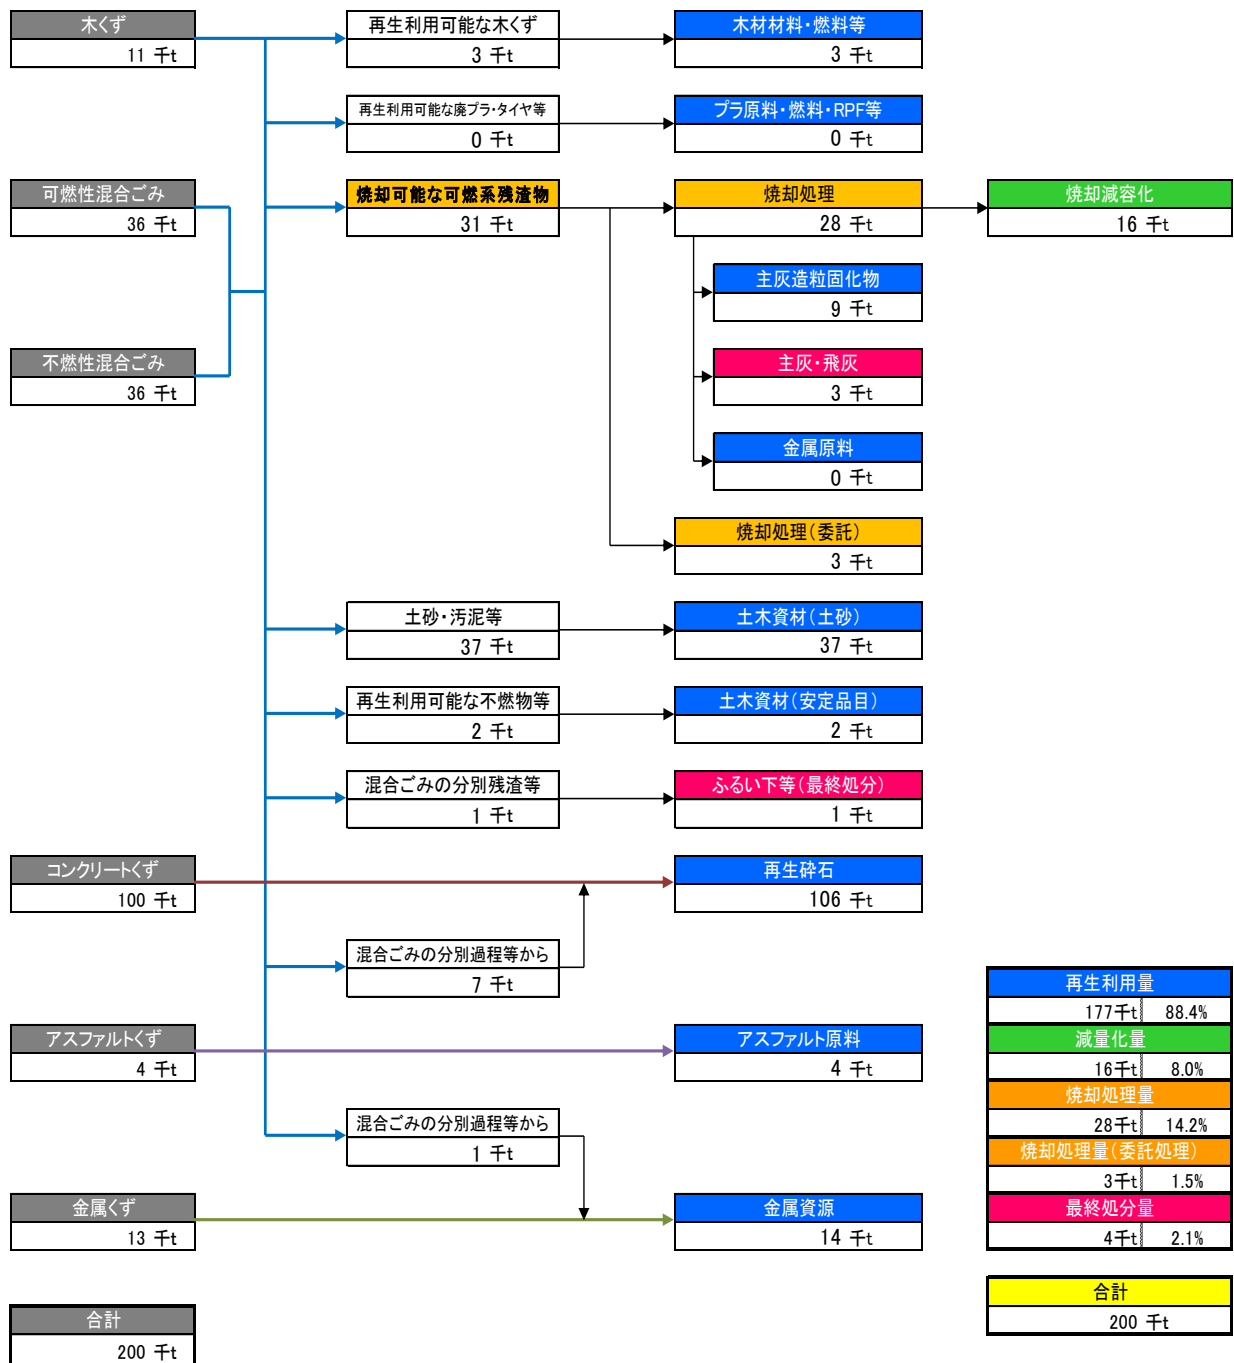 木くず
11 千t
再生利用可能な木くず
3 千t
木材材料・燃料等
3 千t
再生利用可能な廃プラ・タイヤ等
0 千t
プラ原料・燃料・RPF等
0 千t
可燃性混合ごみ
36 千t
焼却可能な可燃系残渣物
31 千t
焼却処理
28 千t
焼却減容化
16 千t
主灰造粒固化物
9 千t
不燃性混合ごみ
36 千t
主灰・飛灰
3 千t
金属原料
0 千t
焼却処理(委託)
3 千t
土砂・汚泥等
37 千t
土木資材(土砂)
37 千t
再生利用可能な不燃物等
2 千t
土木資材(安定品目)
2 千t
混合ごみの分別残渣等
1 千t
ふるい下等(最終処分)
1 千t
コンクリートくず
100 千t
再生砕石
106 千t
混合ごみの分別過程等から
7 千t
アスファルトくず
4 千t
アスファルト原料
4 千t
混合ごみの分別過程等から
1 千t
金属くず
13 千t
金属資源
14 千t
合計
200 千t
再生利用量
177千t 88.4%
減量化量
16千t 8.0%
焼却処理量
28千t 14.2%
焼却処理量(委託処理)
3千t 1.5%
最終処分量
4千t 2.1%
合計
200 千t